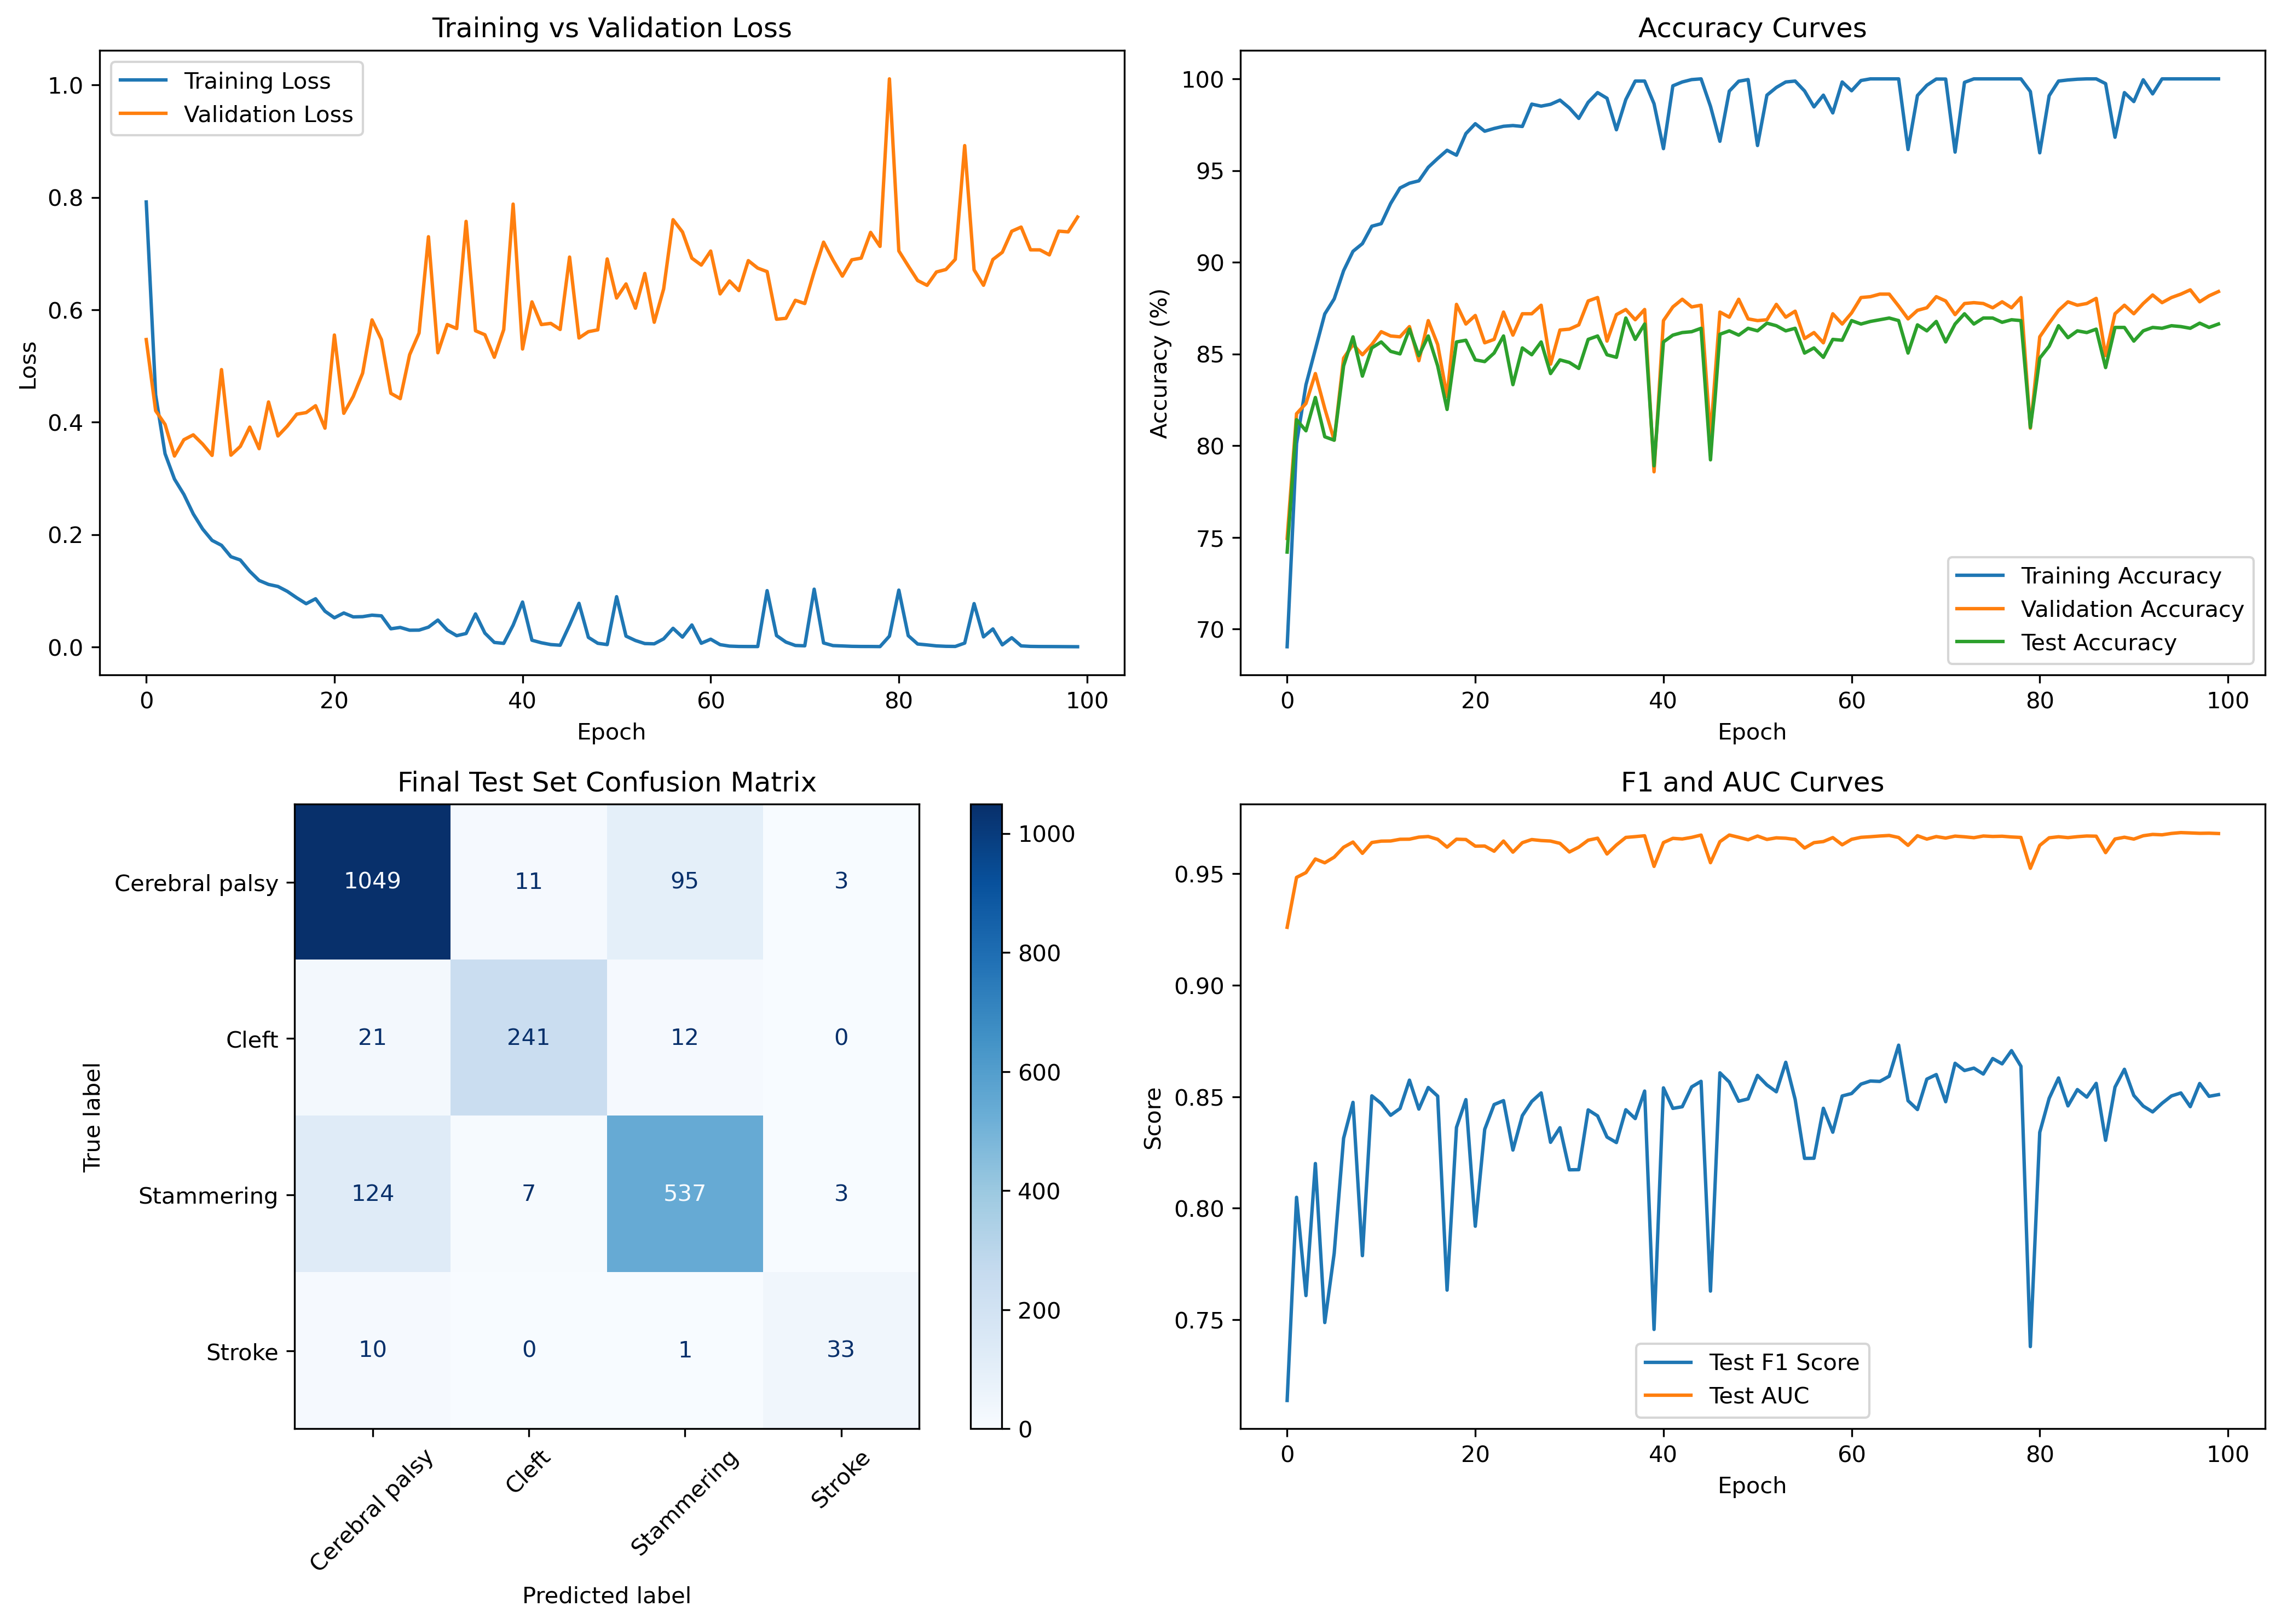 Training vs Validation Loss
Training Loss
Validation Loss
1.0
0.8
0.6
0.4
0.2
0.0
Loss
0 20 40 60 80 100
Epoch
Accuracy Curves
100
95
90
85
80
75
70
Accuracy (%)
Training Accuracy
Validation Accuracy
Test Accuracy
0 20 40 60 80 100
Epoch
Final Test Set Confusion Matrix
Cerebral palsy 1049 11 95 3
Cleft 21 241 12 0
Stammering 124 7 537 3
Stroke 10 0 1 33
True label
Cerebral palsy Cleft Stammering Stroke
Predicted label
1000
800
600
400
200
0
F1 and AUC Curves
0.95
0.90
0.85
0.80
0.75
Score
Test F1 Score
Test AUC
0 20 40 60 80 100
Epoch